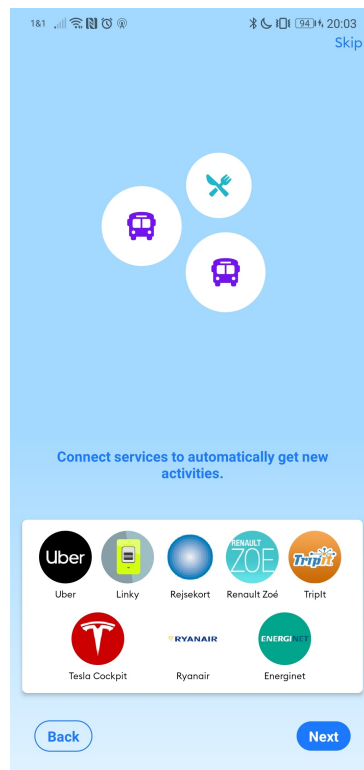 1&1 94 20:03
Skip
Connect services to automatically get new
activities.
Uber RENAULT
ZOE TripIt
Uber Linky Rejsekort Renault Zoé TripIt
RYANAIR ENERGINET
Tesla Cockpit Ryanair Energinet
Back Next